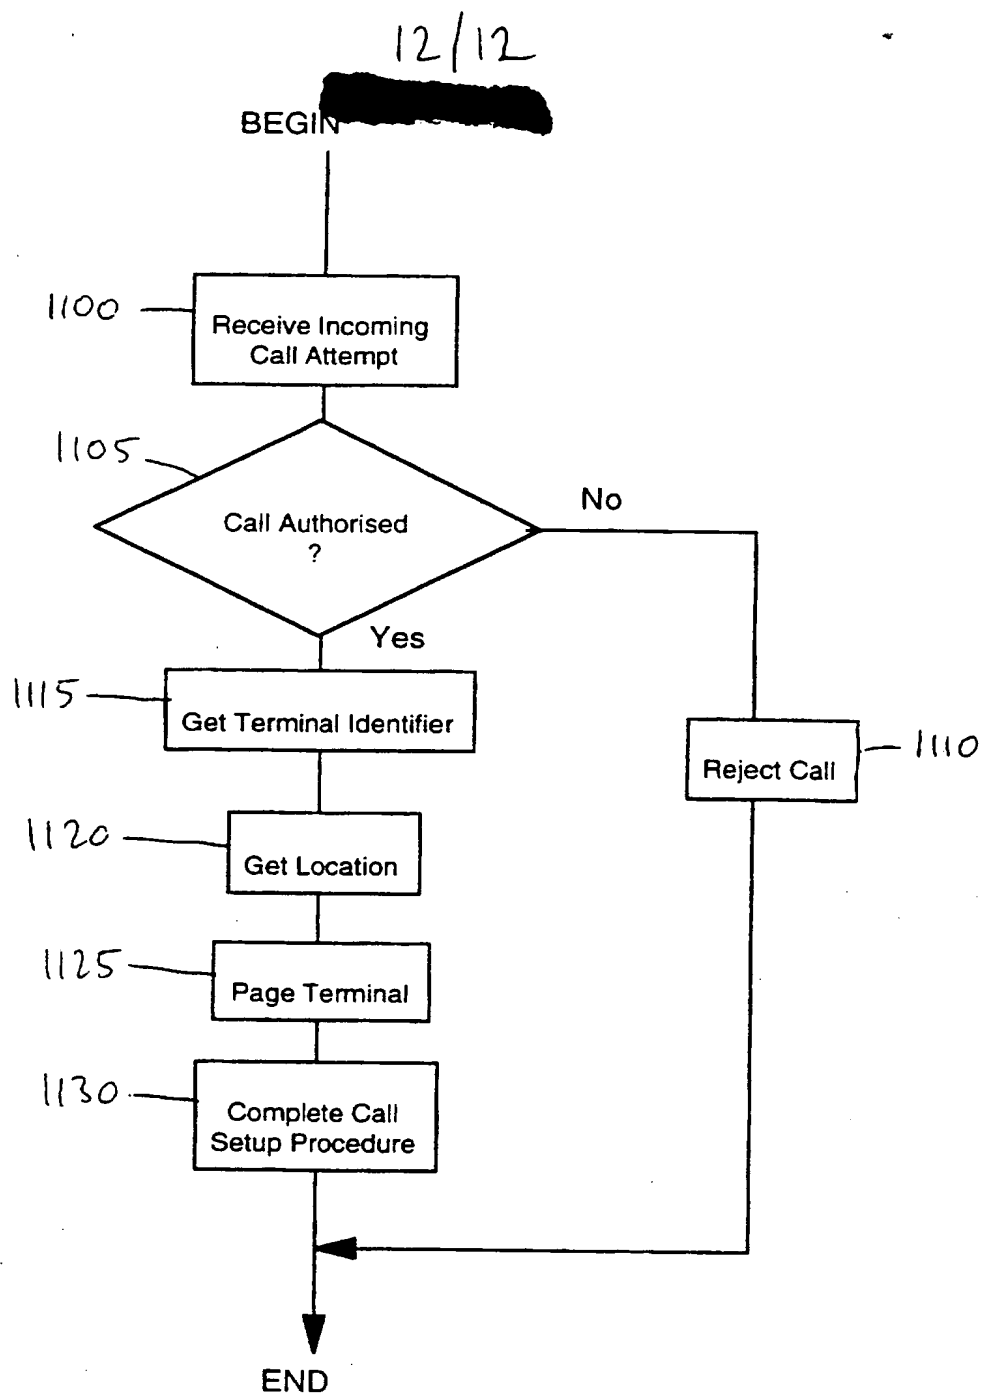 12/12
BEGIN
1100
Receive Incoming
Call Attempt
1105
Call Authorised
?
No
Yes
1115
Get Terminal Identifier
1110
Reject Call
1120
Get Location
1125
Page Terminal
1130
Complete Call
Setup Procedure
END